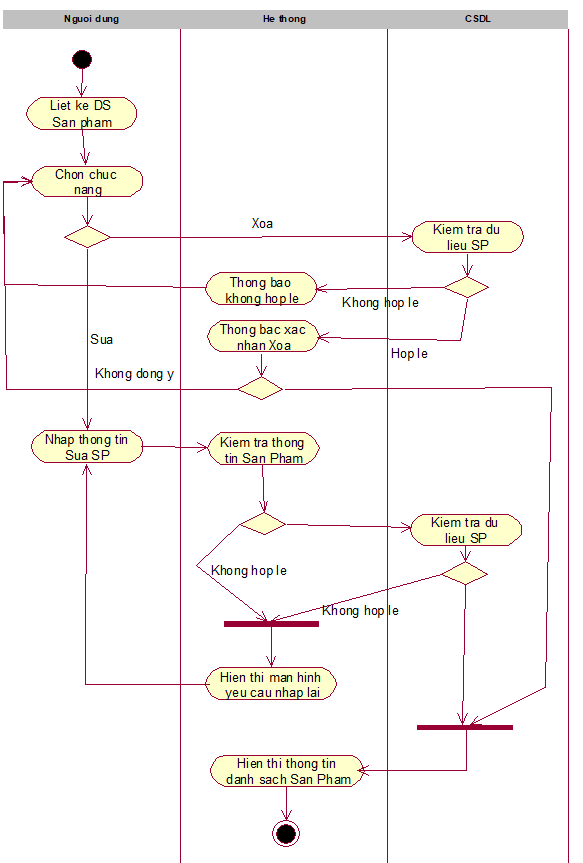 Nguoi dung
He thong
CSDL
Liet ke DS
San pham
Chon chuc
nang
Xoa
Kiem tra du
lieu SP
Thong bao
khong hop le
Khong hop le
Thong bac xac
nhan Xoa
Hop le
Sua
Khong dong y
Nhap thong tin
Sua SP
Kiem tra thong
tin San Pham
Kiem tra du
lieu SP
Khong hop le
Khong hop le
Hien thi man hinh
yeu cau nhap lai
Hien thi thong tin
danh sach San Pham